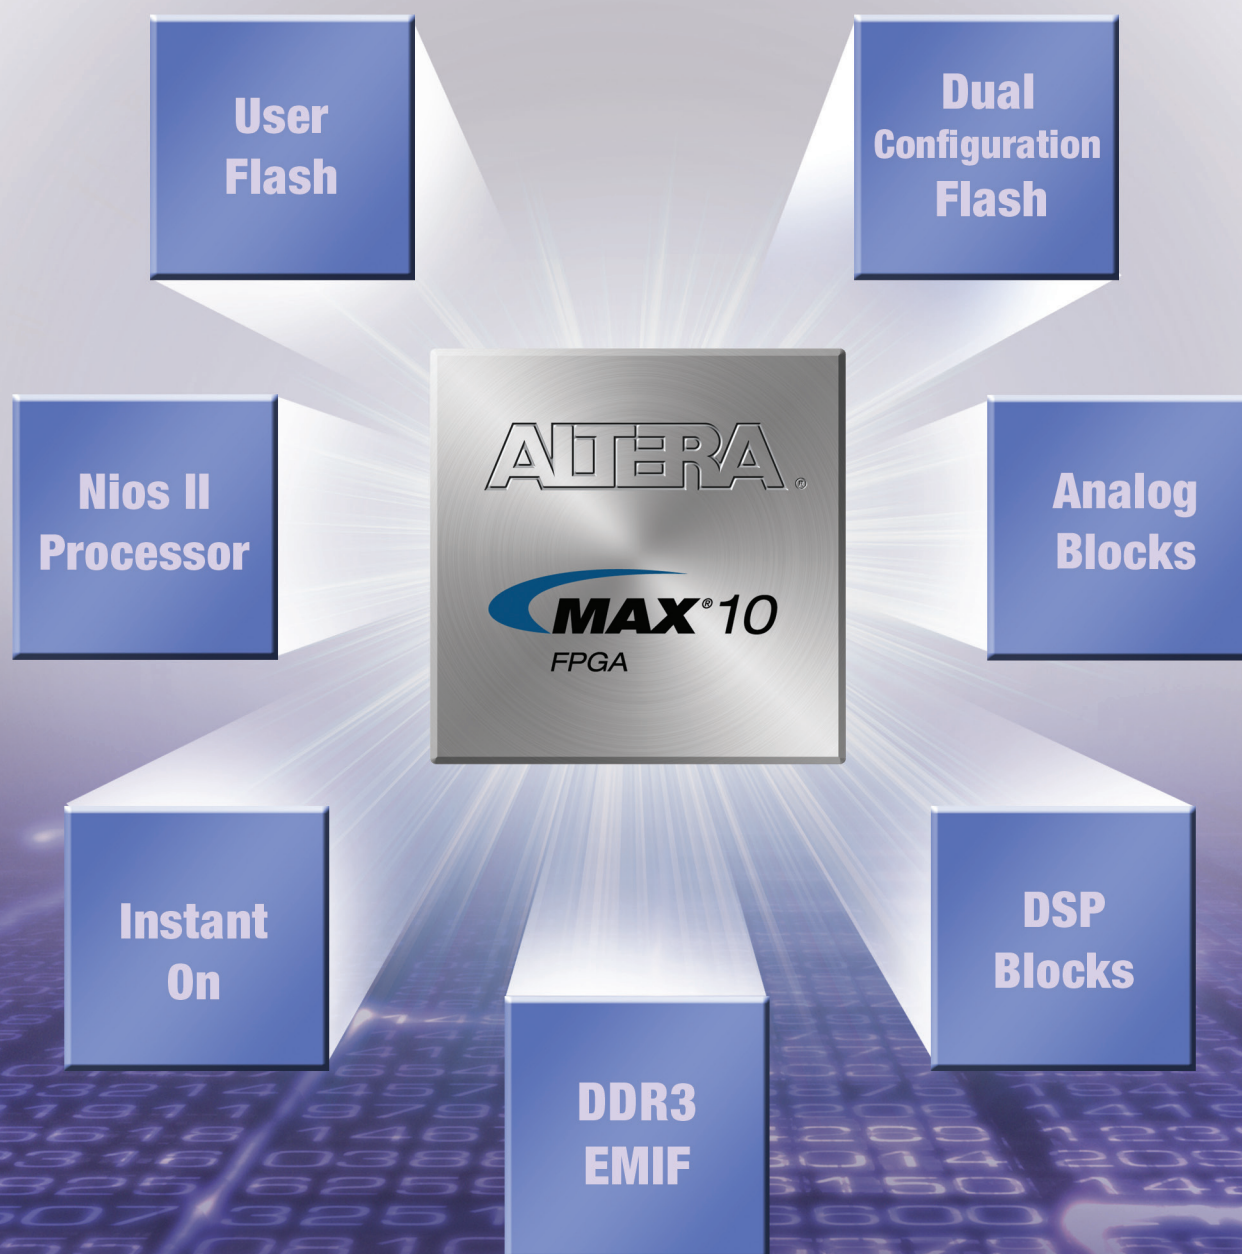 User
Flash
Dual
Configuration
Flash
ALTERA®
MAX® 10
FPGA
Nios II
Processor
Analog
Blocks
Instant
On
DSP
Blocks
DDR3
EMIF